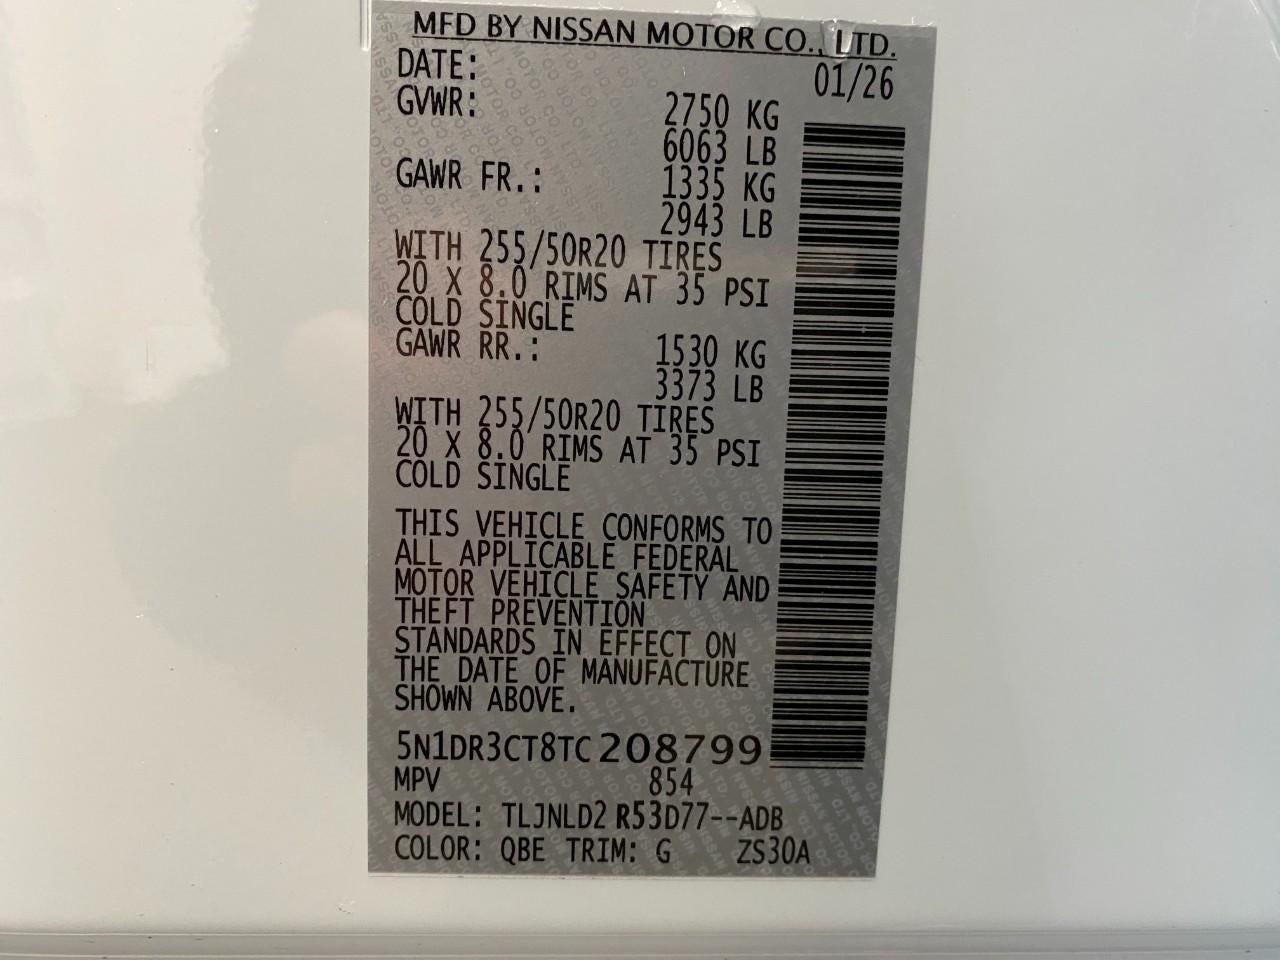 MFD BY NISSAN MOTOR CO., LTD.
DATE: 01/26
GVWR: 2750 KG
6063 LB
GAWR FR.: 1335 KG
2943 LB
WITH 255/50R20 TIRES
20 X 8.0 RIMS AT 35 PSI
COLD SINGLE
GAWR RR.: 1530 KG
3373 LB
WITH 255/50R20 TIRES
20 X 8.0 RIMS AT 35 PSI
COLD SINGLE
THIS VEHICLE CONFORMS TO
ALL APPLICABLE FEDERAL
MOTOR VEHICLE SAFETY AND
THEFT PREVENTION
STANDARDS IN EFFECT ON
THE DATE OF MANUFACTURE
SHOWN ABOVE.
5N1DR3CT8TC208799
MPV 854
MODEL: TLJNLD2 R53D77--ADB
COLOR: QBE TRIM: G ZS30A